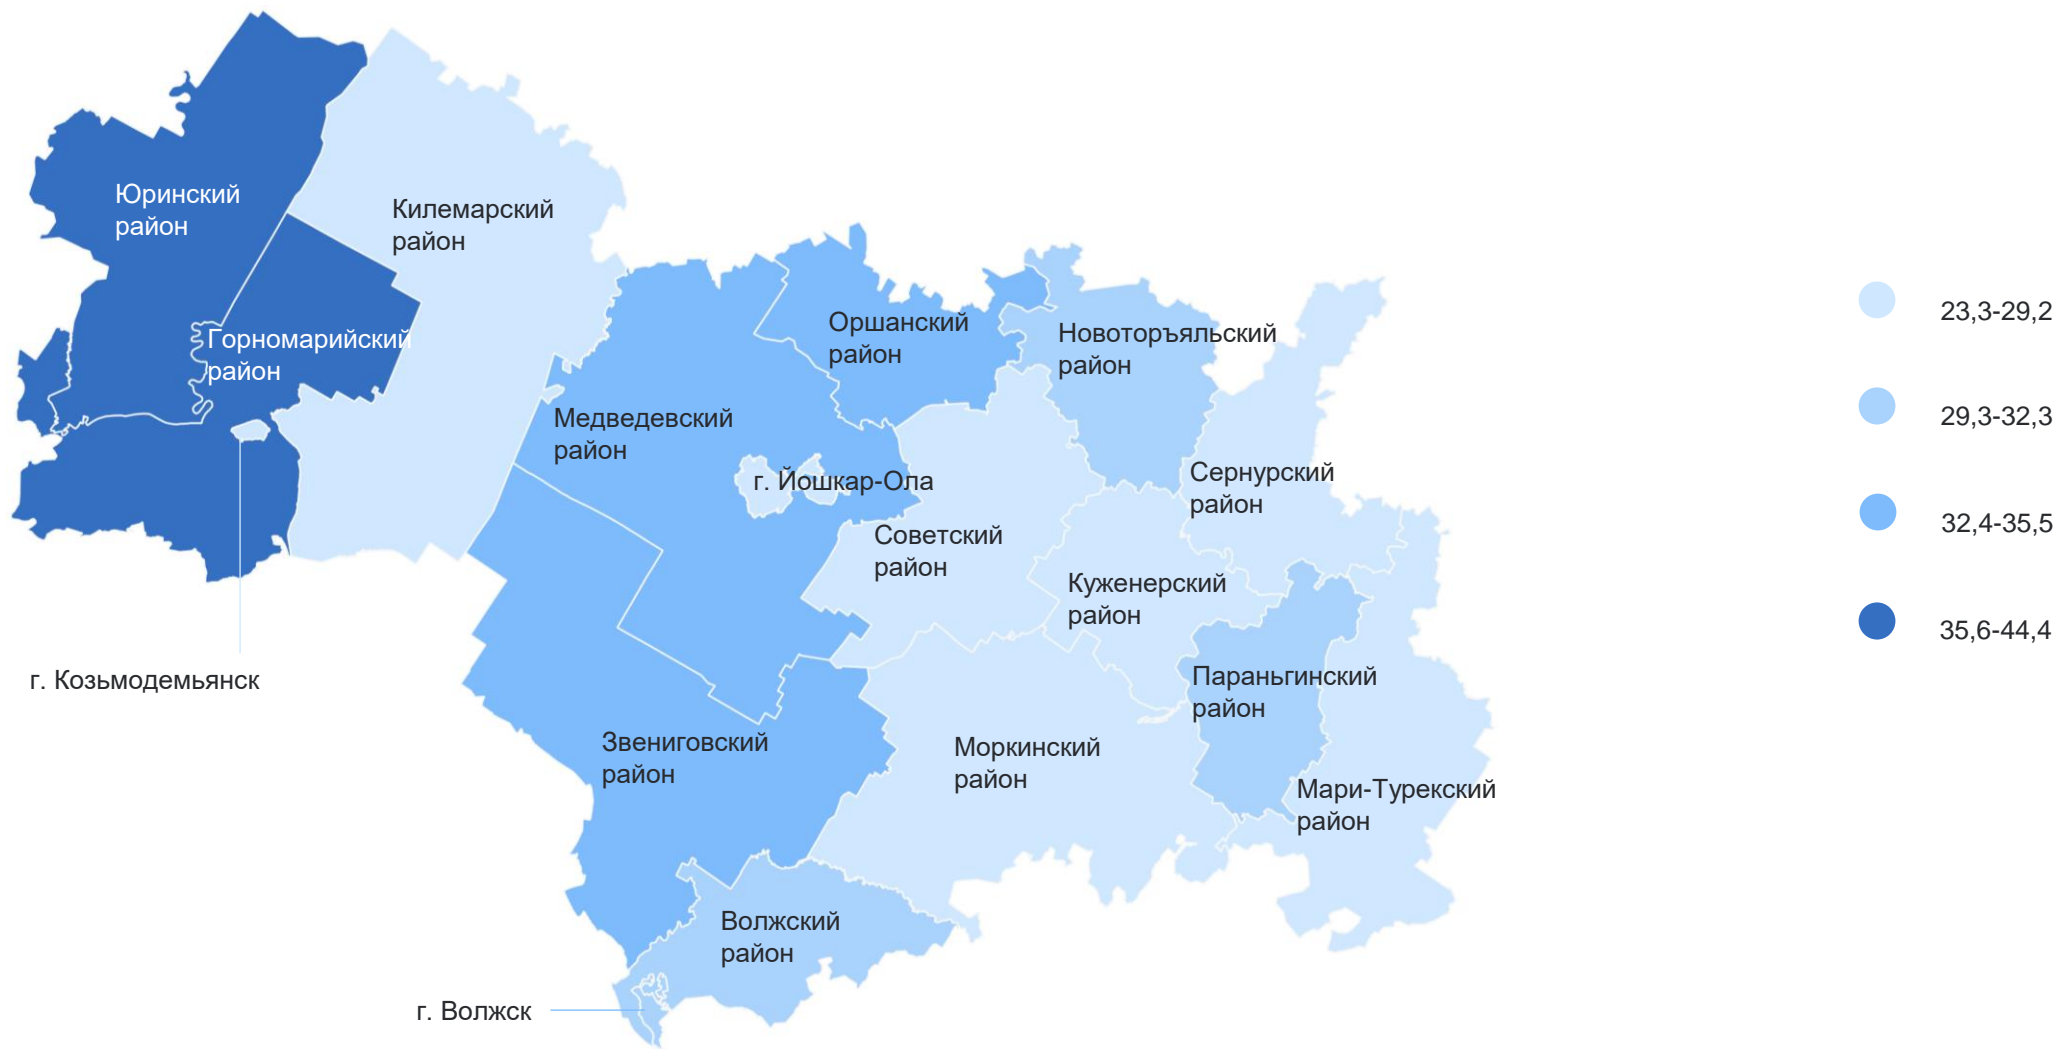 Юринский
район
Килемарский
район
Горномарийский
район
Оршанский
район
Новоторъяльский
район
Медведевский
район
г. Йошкар-Ола
Сернурский
район
Советский
район
Куженерский
район
г. Козьмодемьянск
Параньгинский
район
Звениговский
район
Моркинский
район
Мари-Турекский
район
Волжский
район
г. Волжск
23,3-29,2
29,3-32,3
32,4-35,5
35,6-44,4